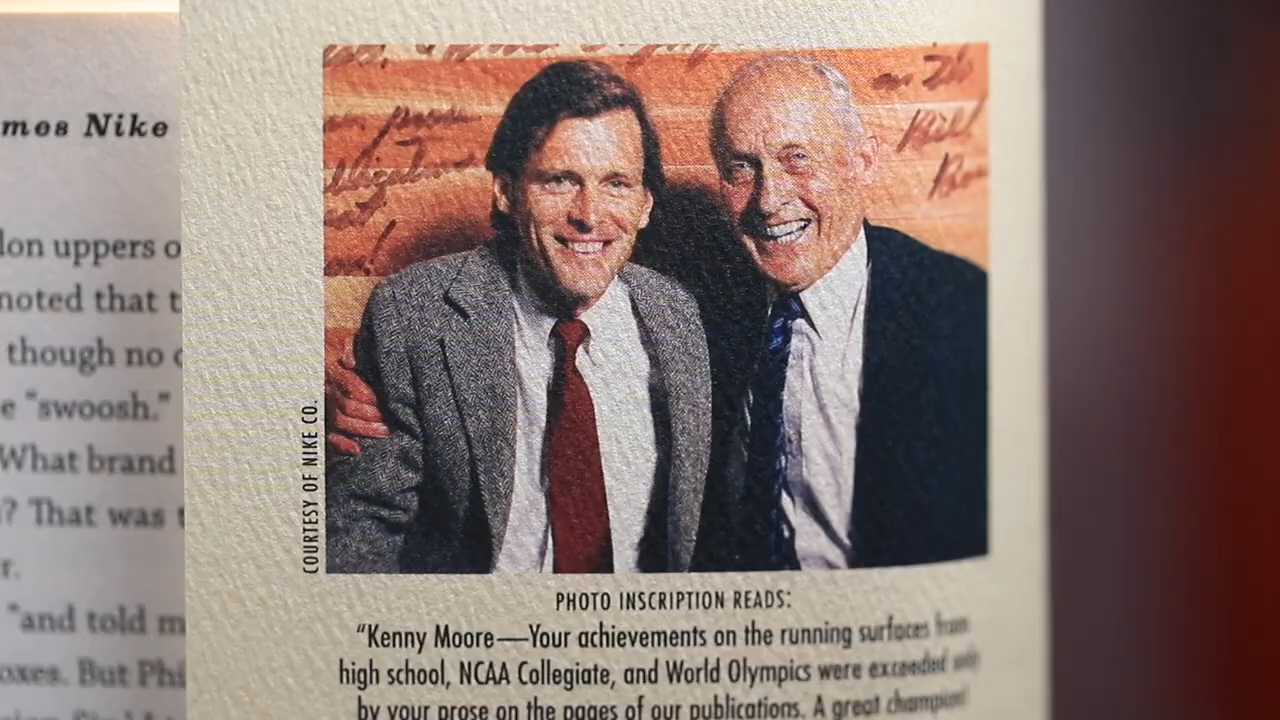 mes Nike
lon uppers o
noted that t
though no
e "swoosh."
What brand
? That was
r.
"and told m
oxes. But Phi
COURTESY OF NIKE CO.
PHOTO INSCRIPTION READS:
“Kenny Moore—Your achievements on the running surfaces from
high school, NCAA Collegiate, and World Olympics were exceeded only
by your prose on the pages of our publications. A great champion!